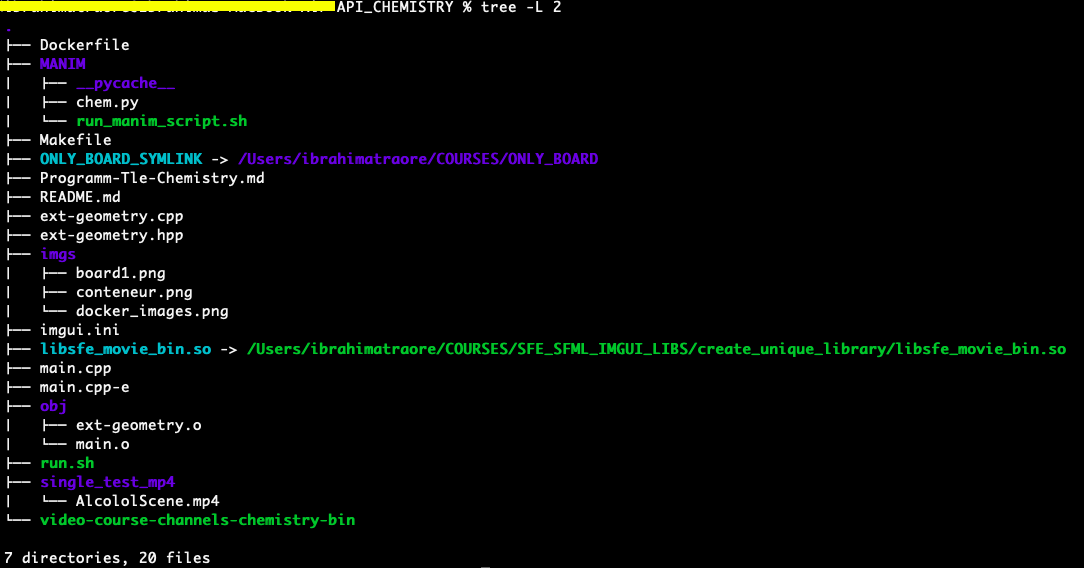 API_CHEMISTRY % tree -L 2
.
├── Dockerfile
├── MANIM
│   ├── __pycache__
│   ├── chem.py
│   └── run_manim_script.sh
├── Makefile
├── ONLY_BOARD_SYMLINK -> /Users/ibrahimatraore/COURSES/ONLY_BOARD
├── Programm-Tle-Chemistry.md
├── README.md
├── ext-geometry.cpp
├── ext-geometry.hpp
├── imgs
│   ├── board1.png
│   ├── conteneur.png
│   └── docker_images.png
├── imgui.ini
├── libsfe_movie_bin.so -> /Users/ibrahimatraore/COURSES/SFE_SFML_IMGUI_LIBS/create_unique_library/libsfe_movie_bin.so
├── main.cpp
├── main.cpp-e
├── obj
│   ├── ext-geometry.o
│   └── main.o
├── run.sh
├── single_test_mp4
│   └── AlcololScene.mp4
└── video-course-channels-chemistry-bin

7 directories, 20 files